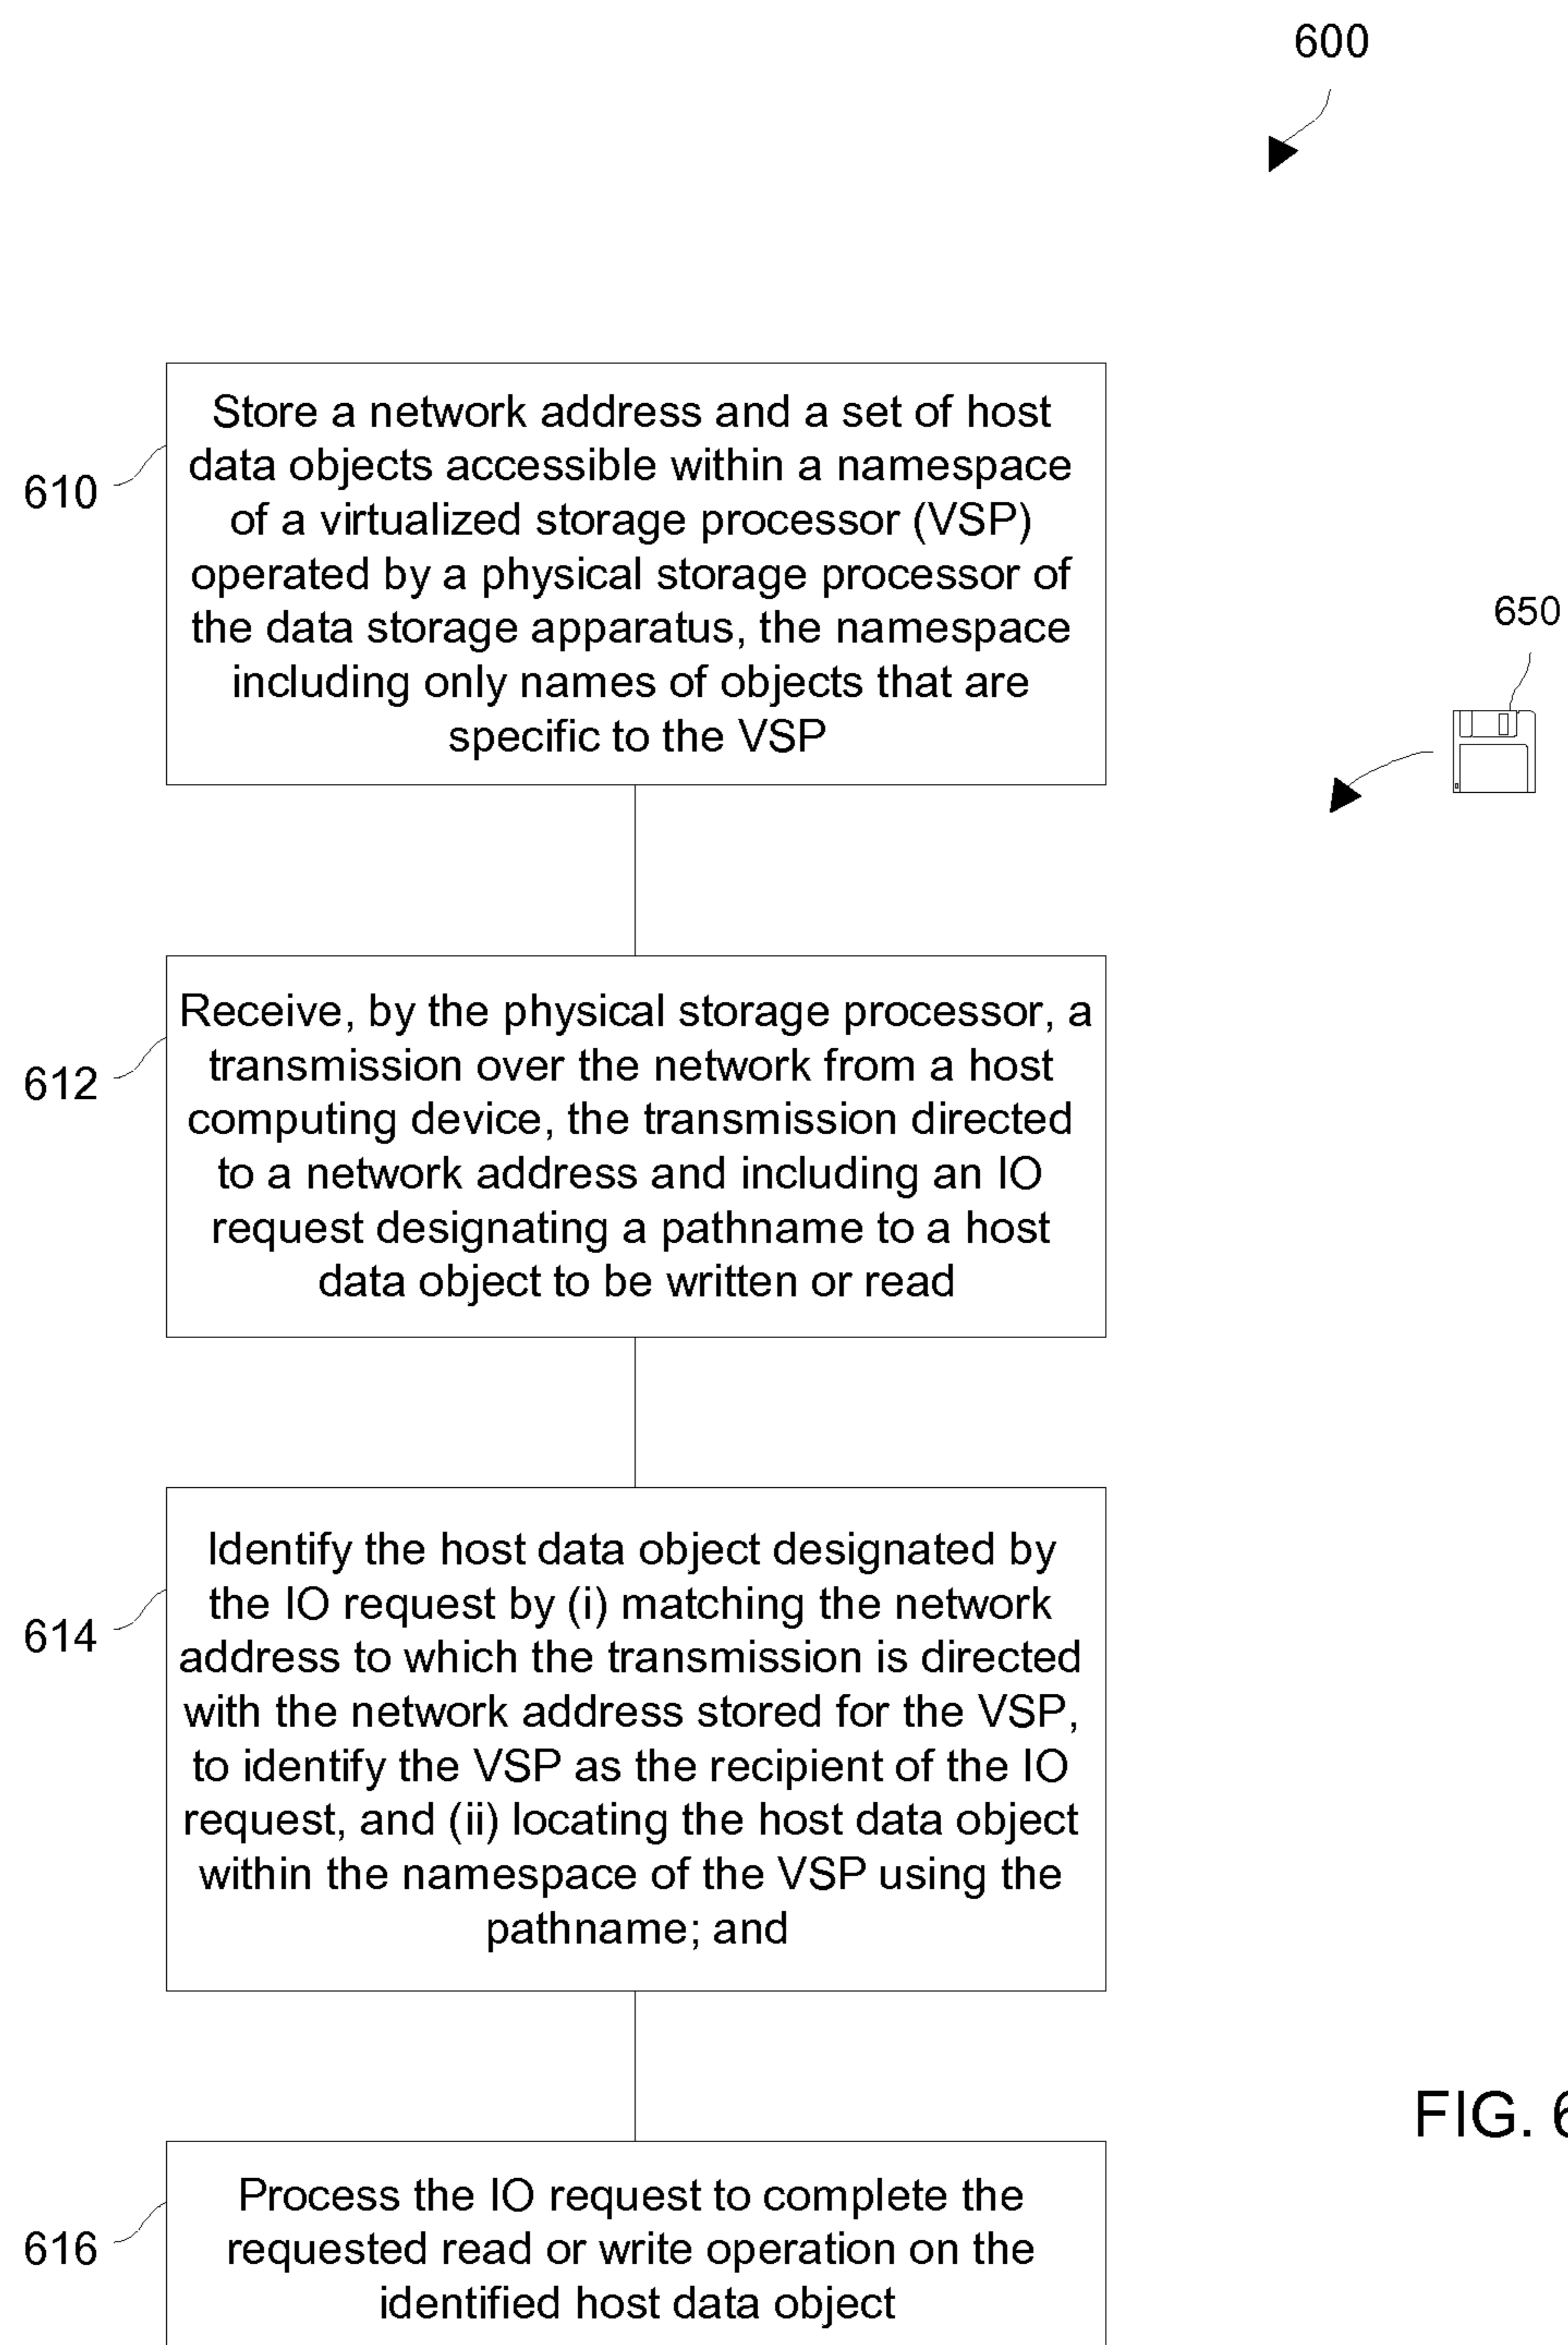 600
Store a network address and a set of host
data objects accessible within a namespace
of a virtualized storage processor (VSP)
operated by a physical storage processor of
the data storage apparatus, the namespace
including only names of objects that are
specific to the VSP
610
650
Receive, by the physical storage processor, a
transmission over the network from a host
computing device, the transmission directed
to a network address and including an IO
request designating a pathname to a host
data object to be written or read
612
Identify the host data object designated by
the IO request by (i) matching the network
address to which the transmission is directed
with the network address stored for the VSP,
to identify the VSP as the recipient of the IO
request, and (ii) locating the host data object
within the namespace of the VSP using the
pathname; and
614
FIG. 6
Process the IO request to complete the
requested read or write operation on the
identified host data object
616